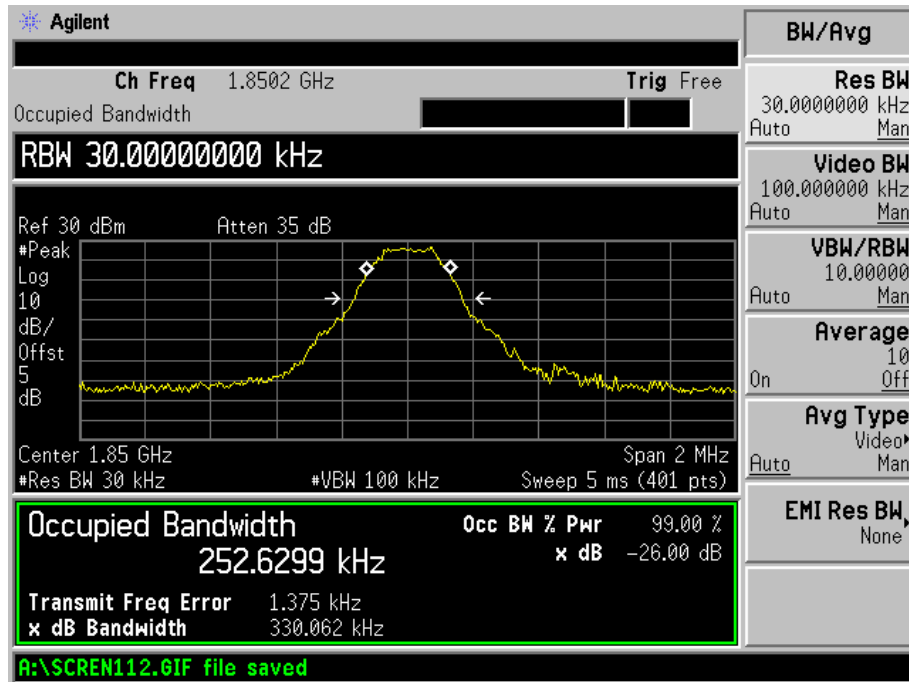 Agilent
BW/Avg
Ch Freq 1.8502 GHz Trig Free
Occupied Bandwidth
RBW 30.00000000 kHz
Ref 30 dBm Atten 35 dB
#Peak
Log
10
dB/
Offst
5
dB
Center 1.85 GHz Span 2 MHz
#Res BW 30 kHz #VBW 100 kHz Sweep 5 ms (401 pts)
Occupied Bandwidth
252.6299 kHz
Occ BW % Pwr 99.00 %
x dB -26.00 dB
Transmit Freq Error 1.375 kHz
x dB Bandwidth 330.062 kHz
A:\SCREN112.GIF file saved
Res BW
30.0000000 kHz
Auto Man
Video BW
100.000000 kHz
Auto Man
VBW/RBW
10.00000
Auto Man
Average
10
On Off
Avg Type
Video
Auto Man
EMI Res BW
None